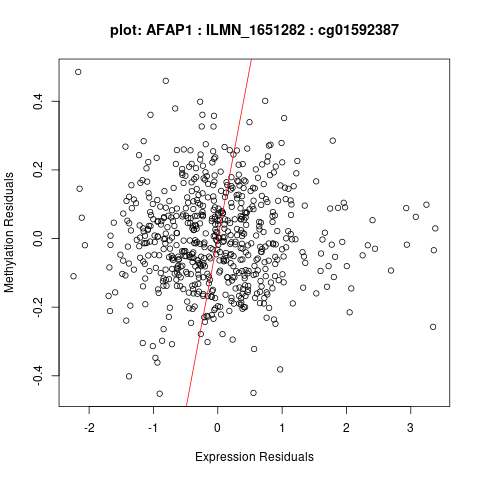 plot: AFAP1 : ILMN_1651282 : cg01592387
Methylation Residuals
0.4
0.2
0.0
-0.2
-0.4
-2 -1 0 1 2 3
Expression Residuals